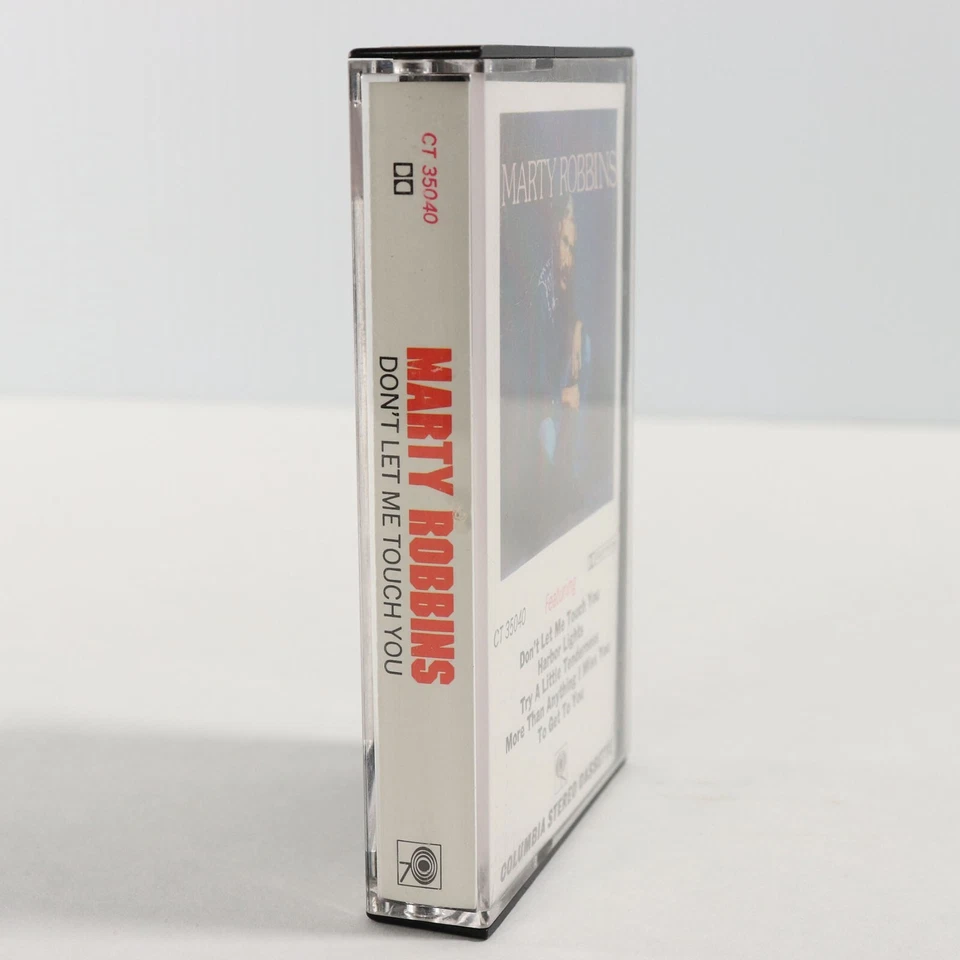 CT 35040
MARTY ROBBINS
DON'T LET ME TOUCH YOU
70
MARTY ROBBINS
CT 35040
Featuring
Don't Let Me Touch You
Harbor Lights
Try A Little Tenderness
More Than Anything I Miss You
To Get To You
COLUMBIA STEREO CASSETTE